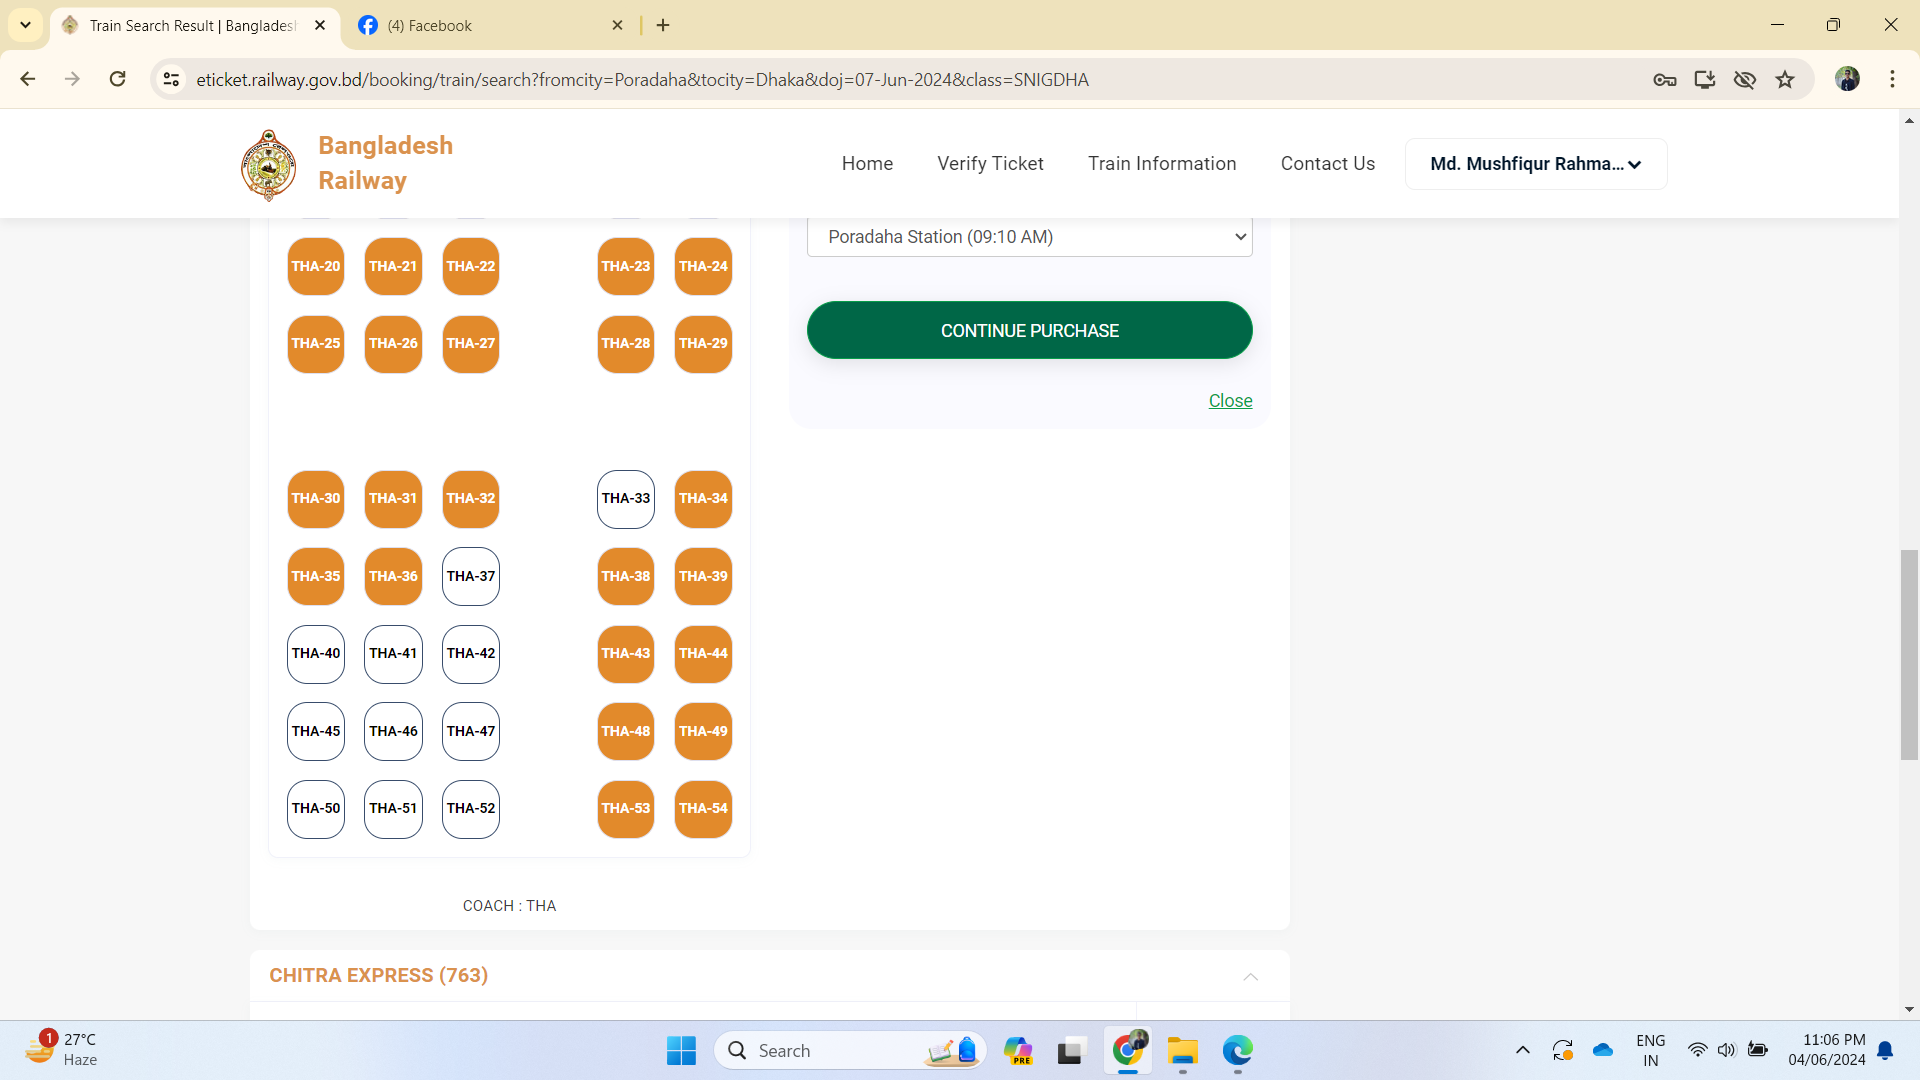 Train Search Result | Bangladesh
(4) Facebook
eticket.railway.gov.bd/booking/train/search?fromcity=Poradaha&tocity=Dhaka&doj=07-Jun-2024&class=SNIGDHA
Bangladesh
Railway
Home
Verify Ticket
Train Information
Contact Us
Md. Mushfiqur Rahma...
Poradaha Station (09:10 AM)
CONTINUE PURCHASE
Close
THA-20 THA-21 THA-22 THA-23 THA-24
THA-25 THA-26 THA-27 THA-28 THA-29
THA-30 THA-31 THA-32 THA-33 THA-34
THA-35 THA-36 THA-37 THA-38 THA-39
THA-40 THA-41 THA-42 THA-43 THA-44
THA-45 THA-46 THA-47 THA-48 THA-49
THA-50 THA-51 THA-52 THA-53 THA-54
COACH : THA
CHITRA EXPRESS (763)
1
27°C
Haze
Search
PRE
ENG
IN
11:06 PM
04/06/2024